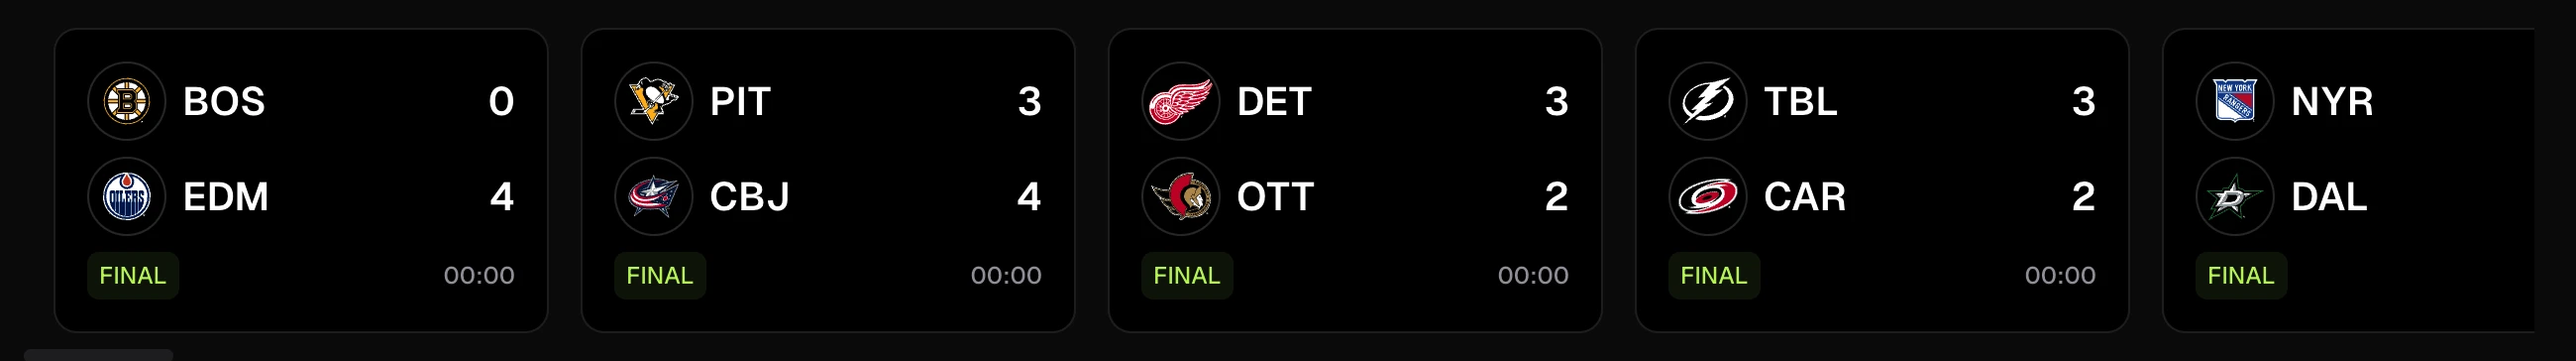 BOS 0
EDM 4
FINAL 00:00
PIT 3
CBJ 4
FINAL 00:00
DET 3
OTT 2
FINAL 00:00
TBL 3
CAR 2
FINAL 00:00
NYR
DAL
FINAL